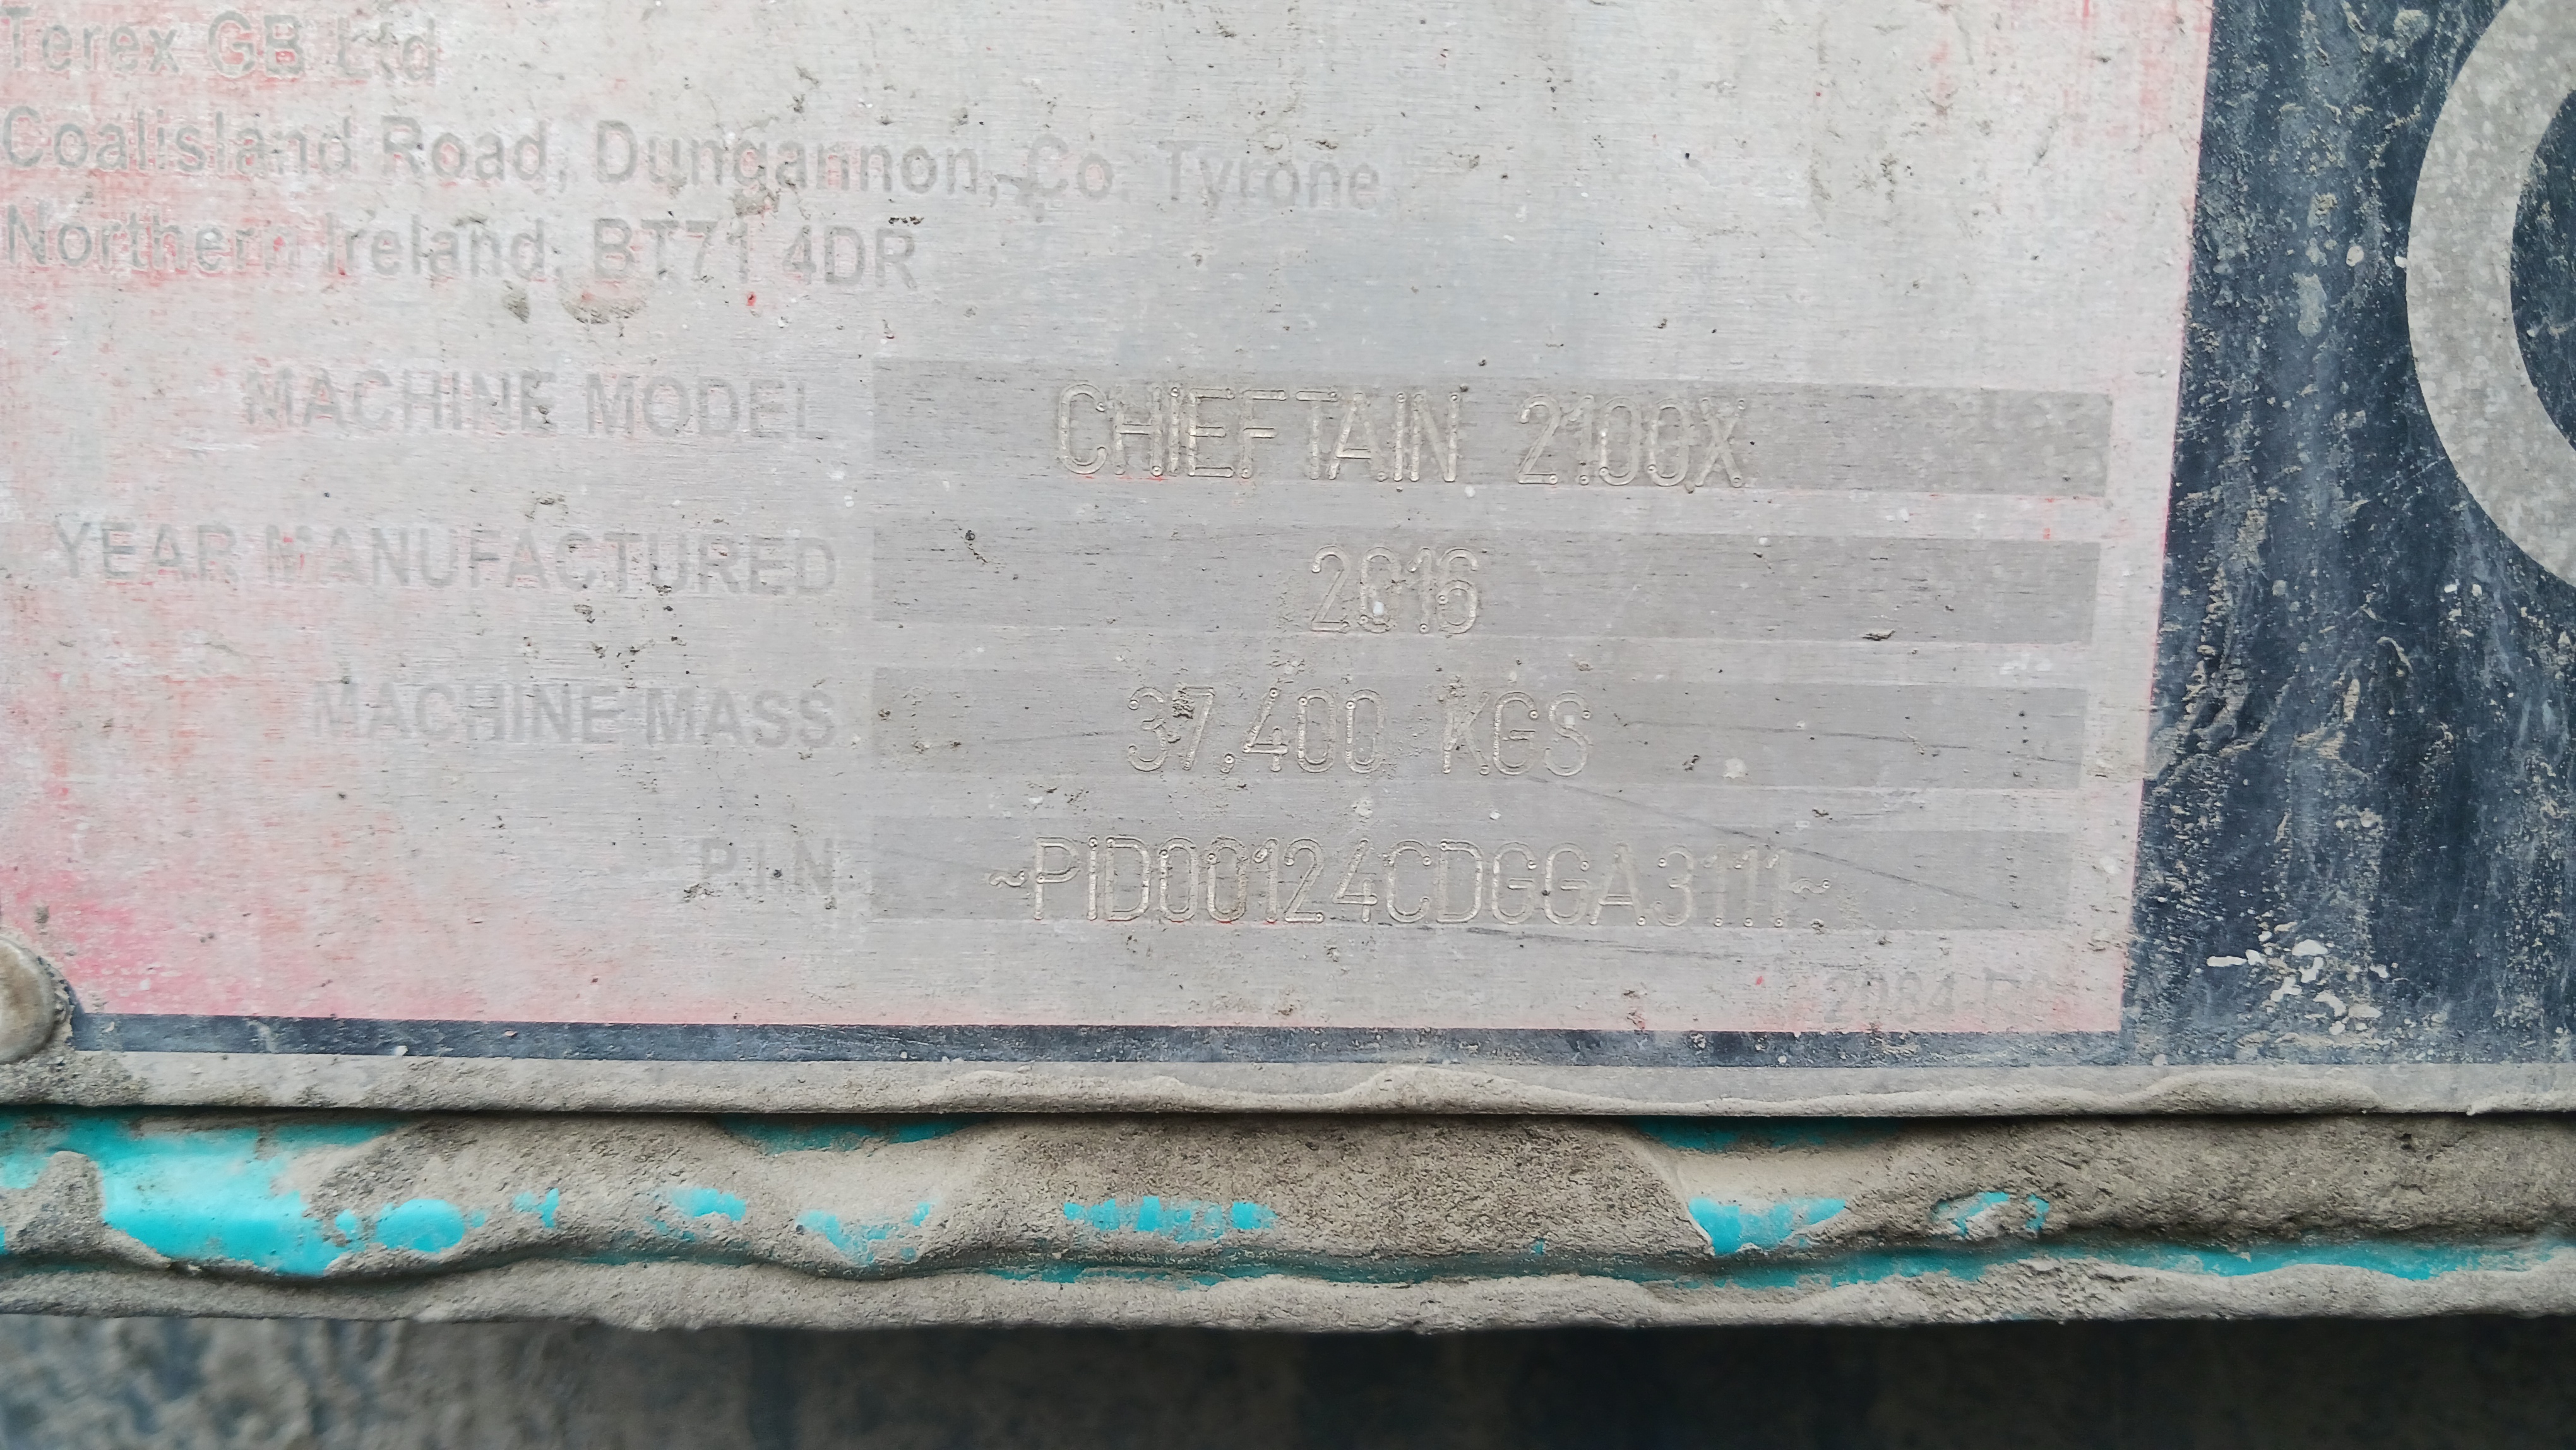 Terex GB Ltd
Coalisland Road, Dungannon, Co. Tyrone
Northern Ireland, BT71 4DR
MACHINE MODEL CHIEFTAIN 2100X
YEAR MANUFACTURED 2016
MACHINE MASS 37,400 KGS
P.I.N ~PID00124CDGGA3111~